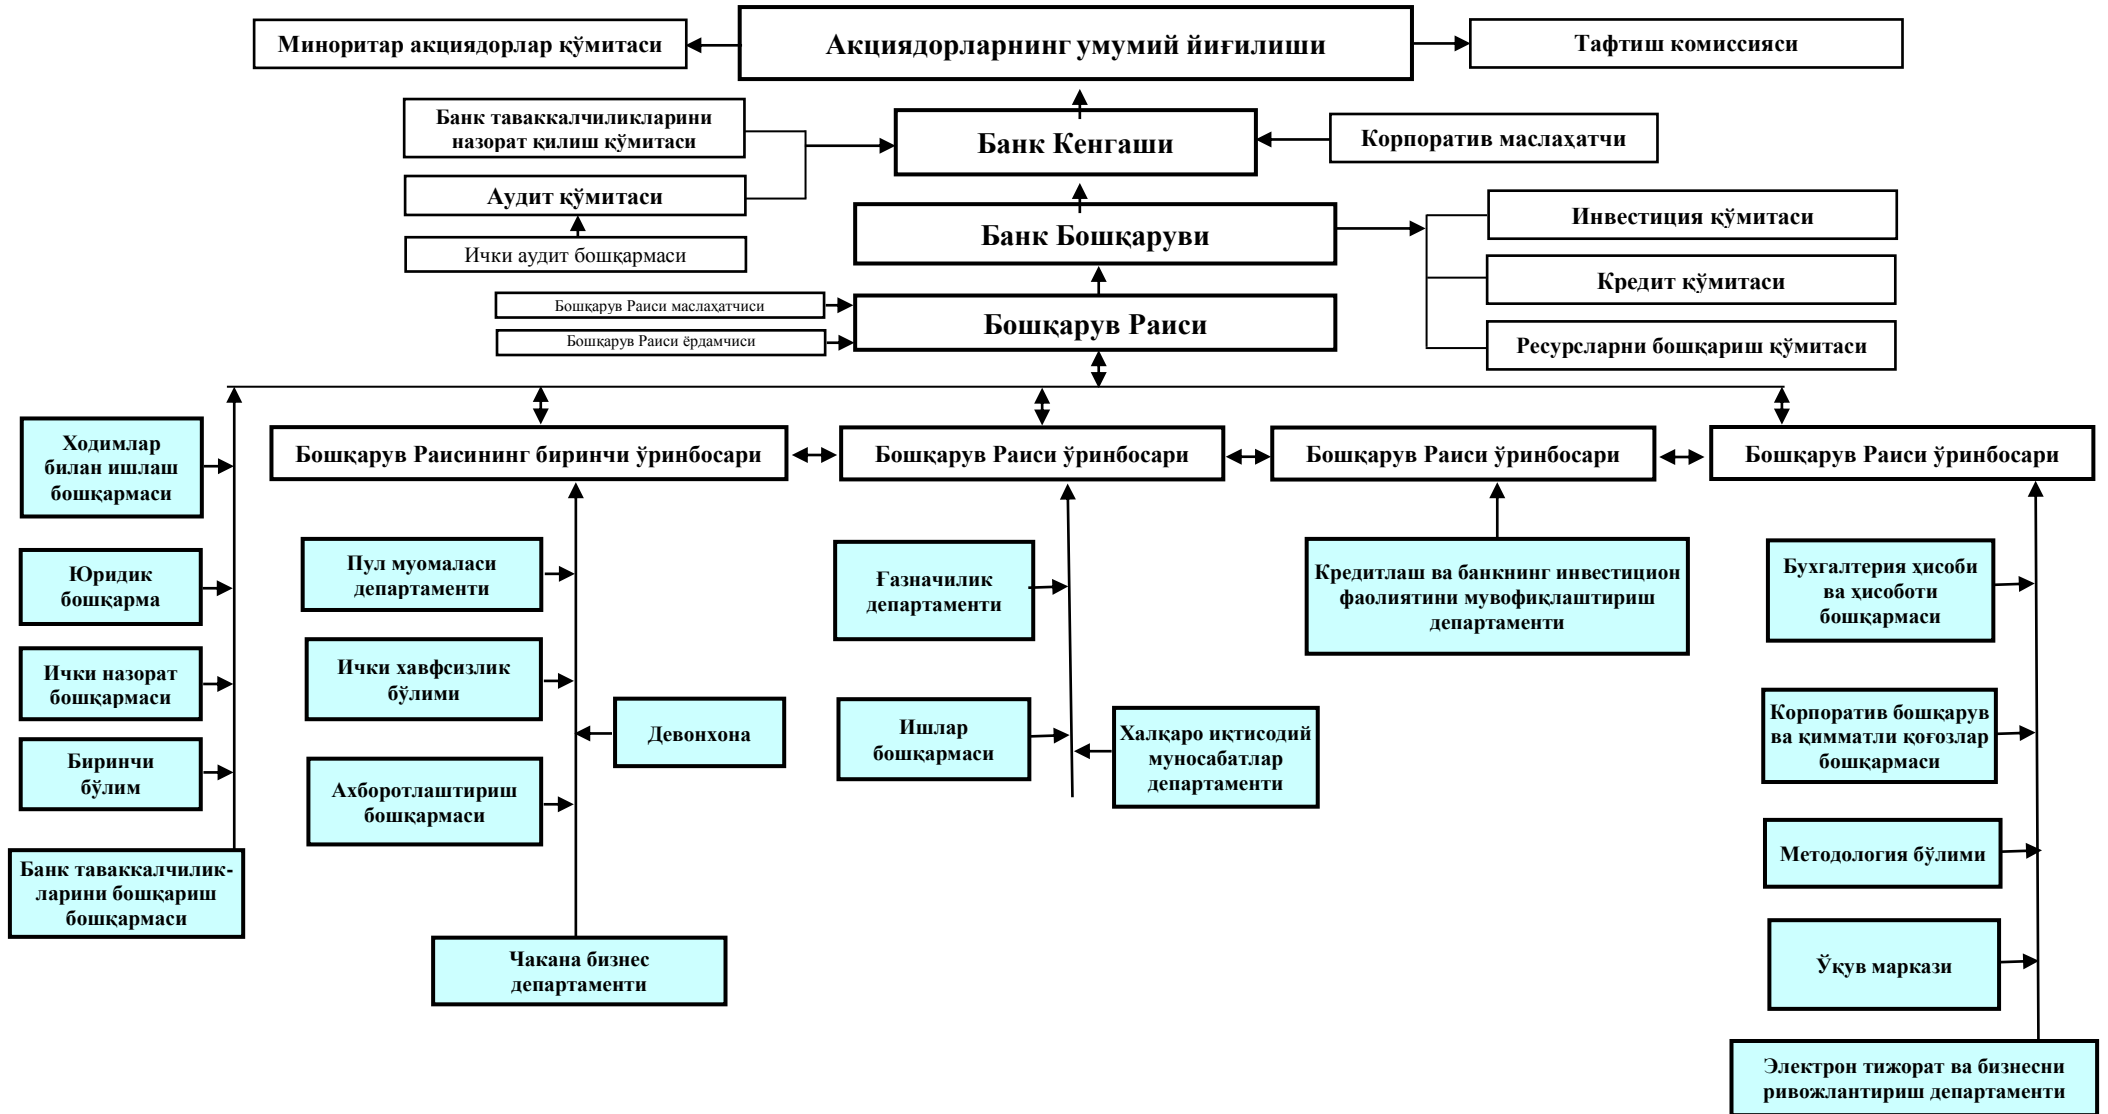 Миноритар акциядорлар қўмитаси
Акциядорларнинг умумий йиғилиши
Тафтиш комиссияси
Банк таваккалчиликларини
назорат қилиш қўмитаси
Банк Кенгаши
Корпоратив маслаҳатчи
Аудит қўмитаси
Ички аудит бошқармаси
Банк Бошқаруви
Инвестиция қўмитаси
Кредит қўмитаси
Ресурсларни бошқариш қўмитаси
Бошқарув Раиси маслаҳатчиси
Бошқарув Раиси ёрдамчиси
Бошқарув Раиси
Ходимлар
билан ишлаш
бошқармаси
Бошқарув Раисининг биринчи ўринбосари
Бошқарув Раиси ўринбосари
Бошқарув Раиси ўринбосари
Бошқарув Раиси ўринбосари
Юридик
бошқарма
Ички назорат
бошқармаси
Биринчи
бўлим
Банк таваккалчилик-
ларини бошқариш
бошқармаси
Пул муомаласи
департаменти
Ички хавфсизлик
бўлими
Девонхона
Ахборотлаштириш
бошқармаси
Чакана бизнес
департаменти
Ғазначилик
департаменти
Ишлар
бошқармаси
Халқаро иқтисодий
муносабатлар
департаменти
Кредитлаш ва банкнинг инвестицион
фаолиятини мувофиқлаштириш
департаменти
Бухгалтерия ҳисоби
ва ҳисоботи
бошқармаси
Корпоратив бошқарув
ва қимматли қоғозлар
бошқармаси
Методология бўлими
Ўқув маркази
Электрон тижорат ва бизнесни
ривожлантириш департаменти